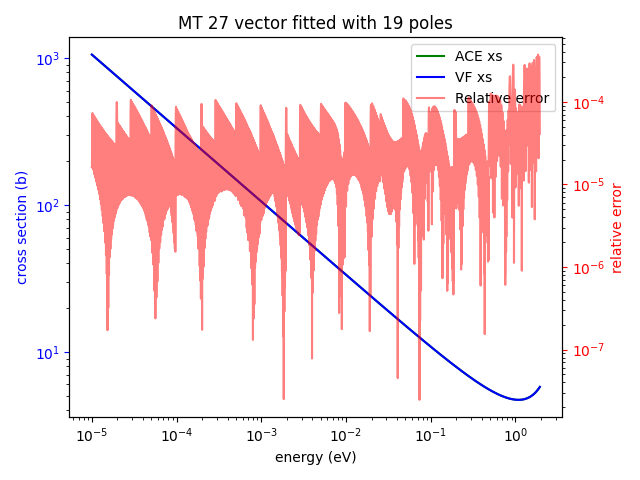 MT 27 vector fitted with 19 poles
ACE xs
VF xs
Relative error
cross section (b)
10³
10²
10¹
relative error
10⁻⁴
10⁻⁵
10⁻⁶
10⁻⁷
10⁻⁵ 10⁻⁴ 10⁻³ 10⁻² 10⁻¹ 10⁰
energy (eV)